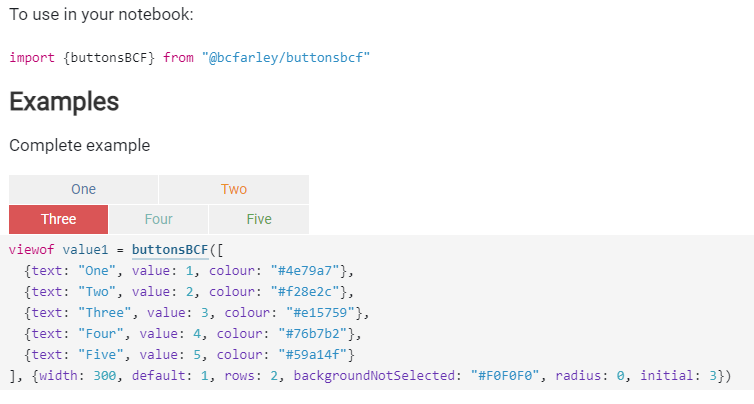 To use in your notebook:
import {buttonsBCF} from "@bcfarley/buttonsbcf"
Examples
Complete example
One Two
Three Four Five
viewof value1 = buttonsBCF([
  {text: "One", value: 1, colour: "#4e79a7"},
  {text: "Two", value: 2, colour: "#f28e2c"},
  {text: "Three", value: 3, colour: "#e15759"},
  {text: "Four", value: 4, colour: "#76b7b2"},
  {text: "Five", value: 5, colour: "#59a14f"}
], {width: 300, default: 1, rows: 2, backgroundNotSelected: "#F0F0F0", radius: 0, initial: 3})